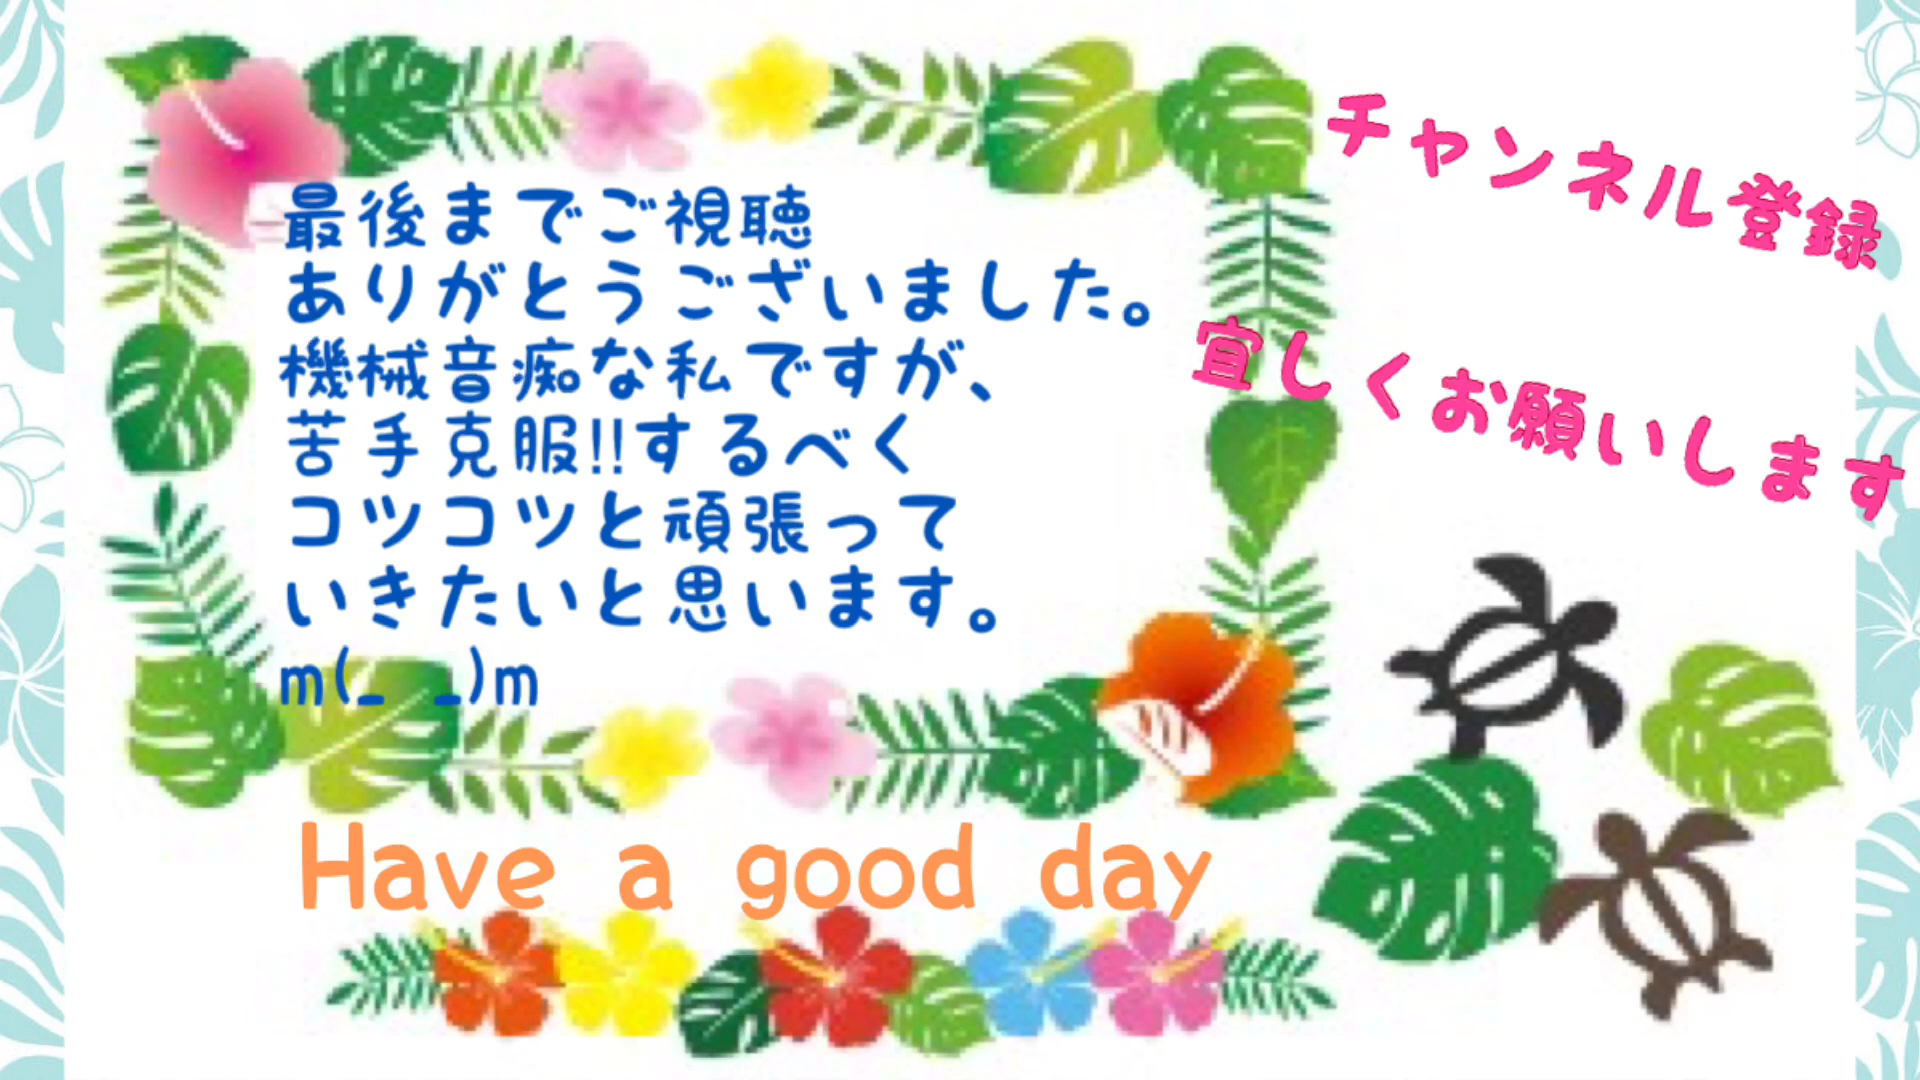 最後までご視聴
ありがとうございました。
機械音痴な私ですが、
苦手克服!!するべく
コツコツと頑張って
いきたいと思います。
m(_ _)m
チャンネル登録
宜しくお願いします
Have a good day